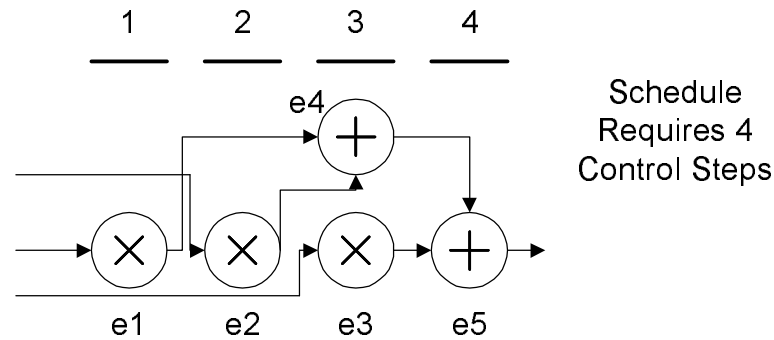 1 2 3 4
e4
+
Schedule
Requires 4
Control Steps
× × × +
e1 e2 e3 e5